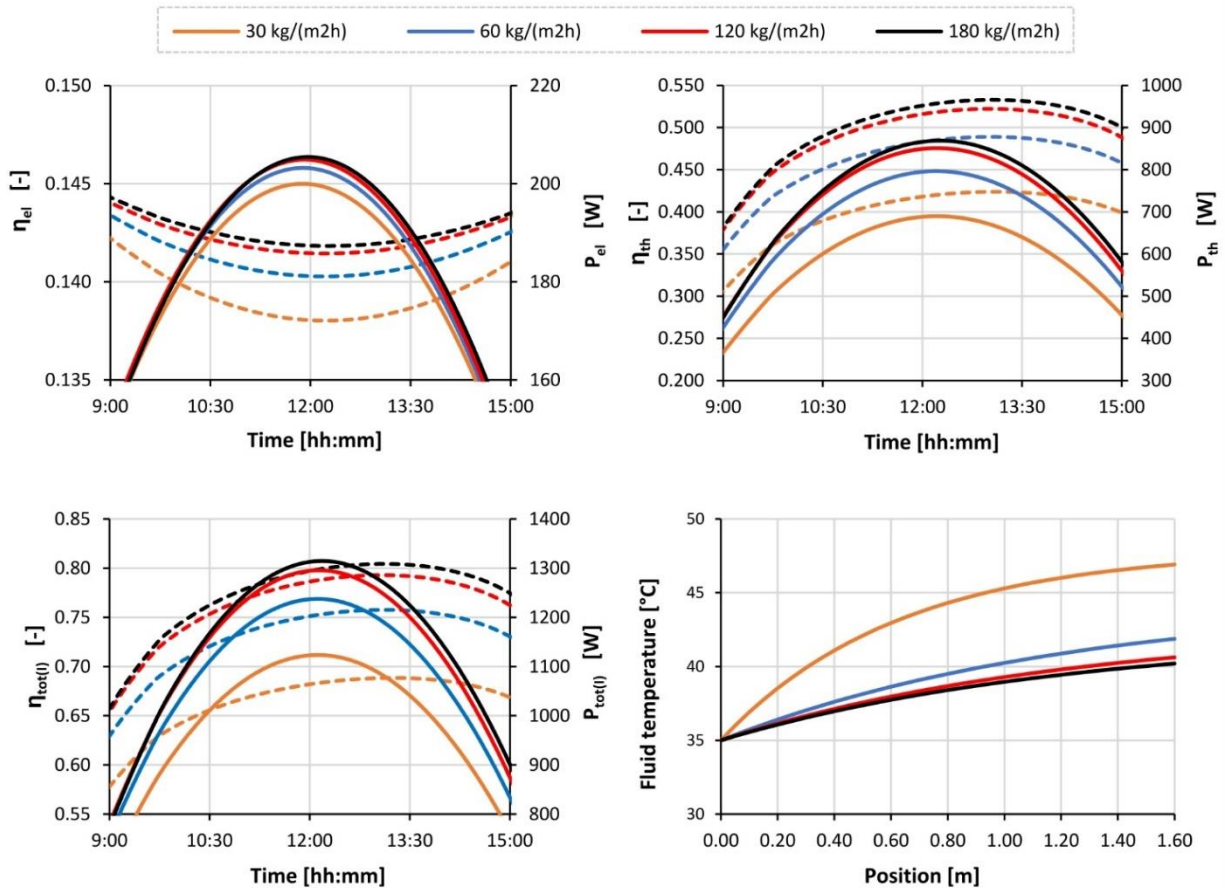 30 kg/(m2h) 60 kg/(m2h) 120 kg/(m2h) 180 kg/(m2h)
0.150
0.145
0.140
0.135
ηel [-]
220
200
180
160
Pel [W]
9:00 10:30 12:00 13:30 15:00
Time [hh:mm]
0.550
0.500
0.450
0.400
0.350
0.300
0.250
0.200
ηth [-]
1000
900
800
700
600
500
400
300
Pth [W]
9:00 10:30 12:00 13:30 15:00
Time [hh:mm]
0.85
0.80
0.75
0.70
0.65
0.60
0.55
ηtot(I) [-]
1400
1300
1200
1100
1000
900
800
Ptot(I) [W]
9:00 10:30 12:00 13:30 15:00
Time [hh:mm]
50
45
40
35
30
Fluid temperature [°C]
0.00 0.20 0.40 0.60 0.80 1.00 1.20 1.40 1.60
Position [m]